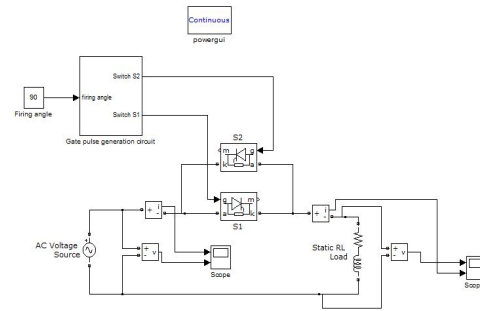 Continuous
powergui
Switch S2
90
firing angle
Firing angle
Switch S1
Gate pulse generation circuit
S2
m
g
k
a
g
m
a
k
S1
+
-
i
+
-
i
AC Voltage
Source
+
-
v
Scope
Static RL
Load
+
-
v
Scop